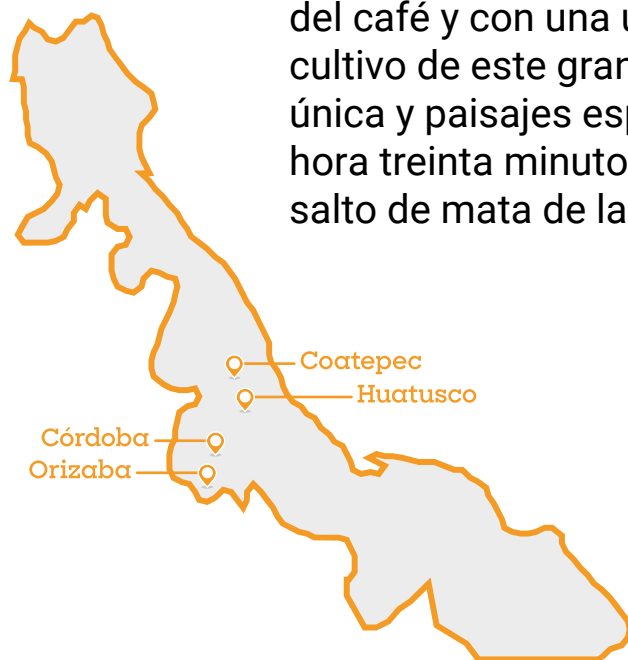 del café y con una
cultivo de este
única y paisajes
hora treinta
salto de mata de la
Coatepec
Huatusco
Córdoba
Orizaba